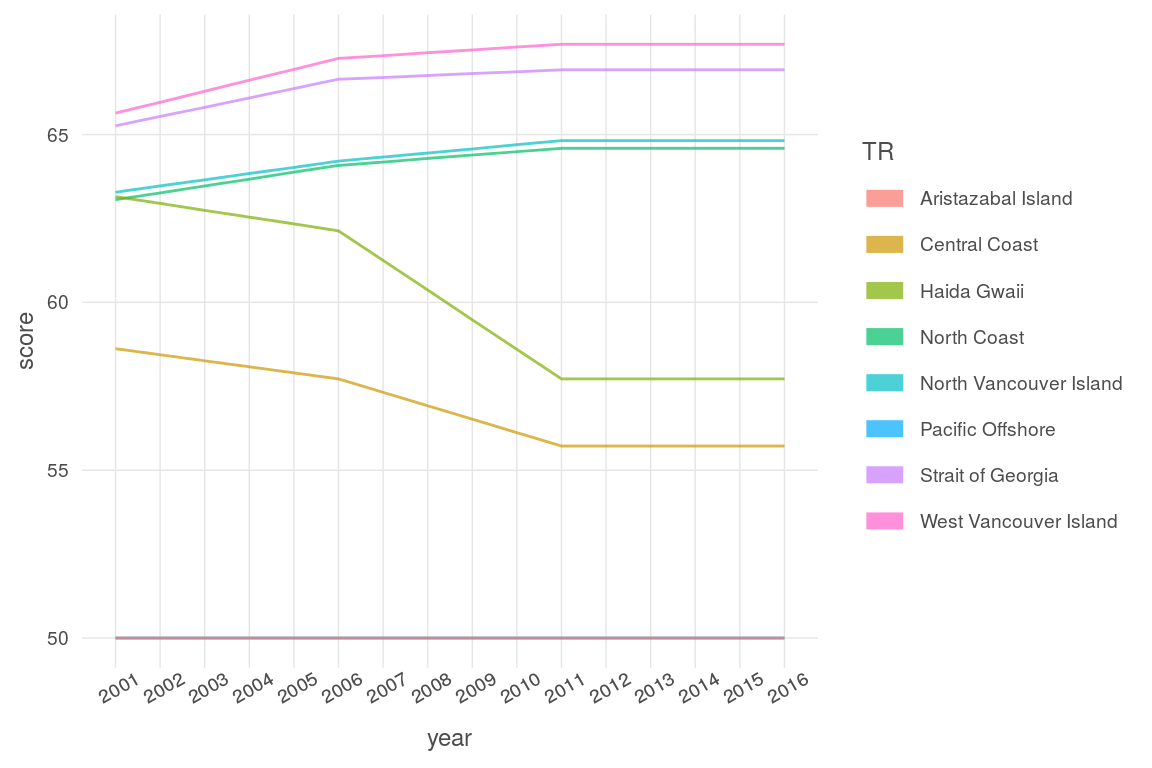 65
60
55
50
score
2001 2002 2003 2004 2005 2006 2007 2008 2009 2010 2011 2012 2013 2014 2015 2016
year
TR
Aristazabal Island
Central Coast
Haida Gwaii
North Coast
North Vancouver Island
Pacific Offshore
Strait of Georgia
West Vancouver Island